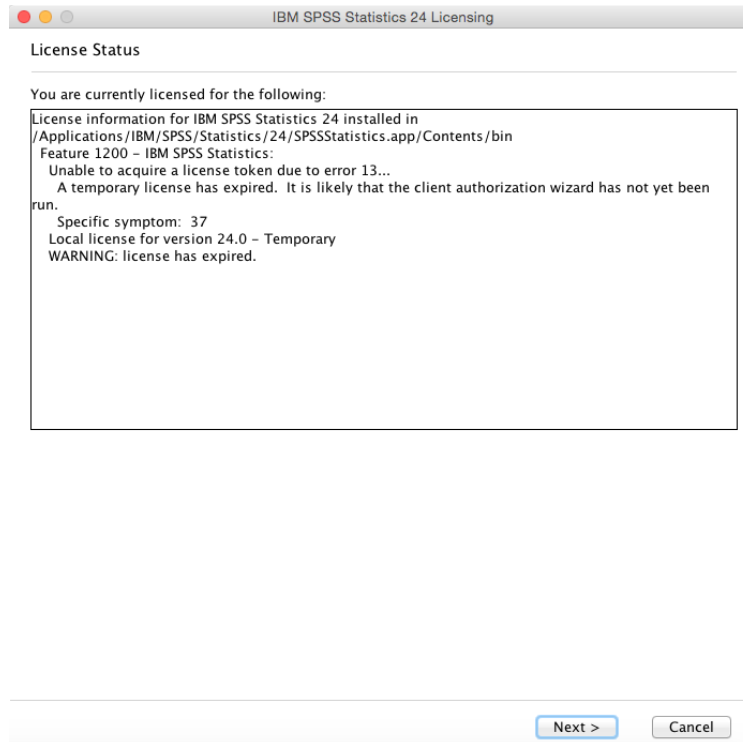 IBM SPSS Statistics 24 Licensing
License Status
You are currently licensed for the following:
License information for IBM SPSS Statistics 24 installed in
/Applications/IBM/SPSS/Statistics/24/SPSSStatistics.app/Contents/bin
Feature 1200 – IBM SPSS Statistics:
Unable to acquire a license token due to error 13...
A temporary license has expired.  It is likely that the client authorization wizard has not yet been
run.
Specific symptom:  37
Local license for version 24.0 – Temporary
WARNING: license has expired.
Next >
Cancel